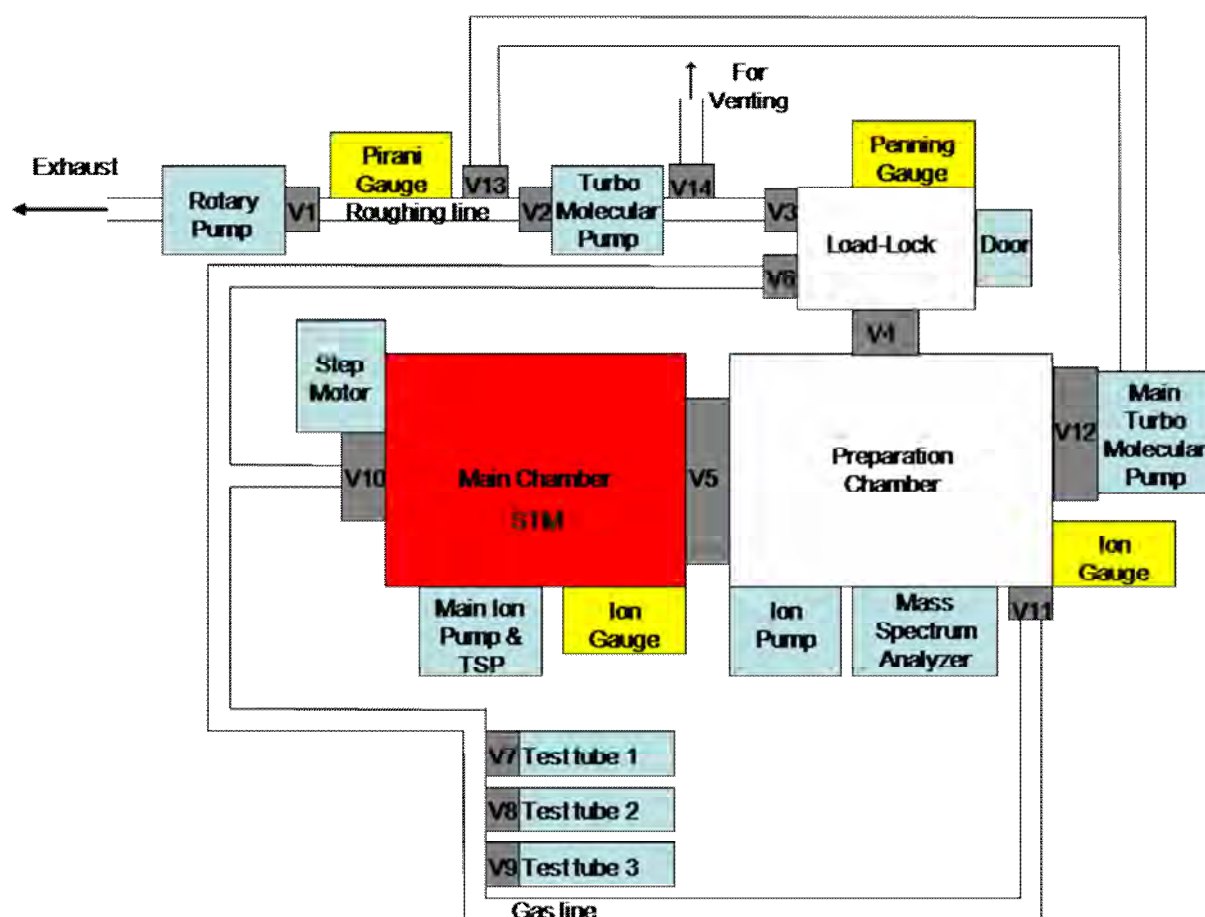 For
Venting
Exhaust
Pirani
Gauge
Penning
Gauge
Rotary
Pump
V1
Roughing line
V13
V2
Turbo
Molecular
Pump
V14
V3
Load-Lock
Door
V6
V4
Step
Motor
V10
Main Chamber
STM
V5
Preparation
Chamber
V12
Main
Turbo
Molecular
Pump
Ion
Gauge
Main Ion
Pump &
TSP
Ion
Gauge
Ion
Pump
Mass
Spectrum
Analyzer
V11
V7 Test tube 1
V8 Test tube 2
V9 Test tube 3
Gas line